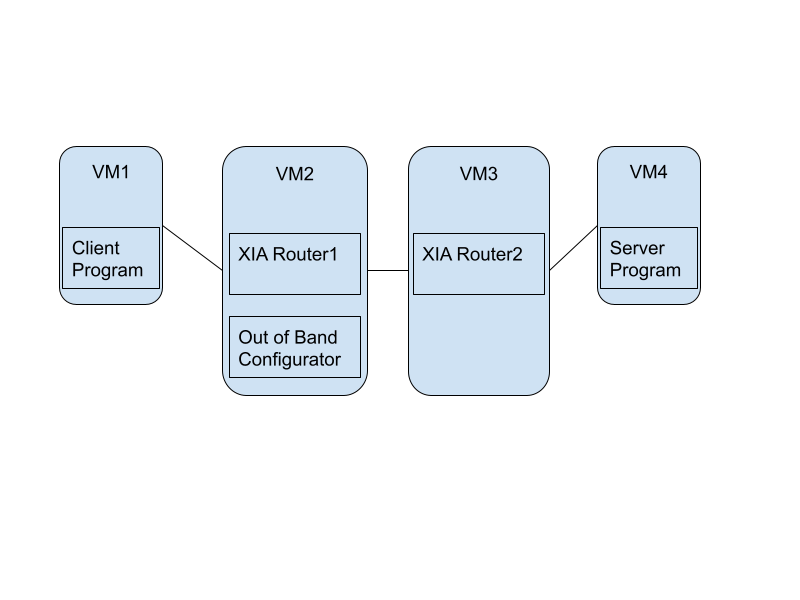 VM1
VM2
VM3
VM4
Client
Program
XIA Router1
XIA Router2
Server
Program
Out of Band
Configurator